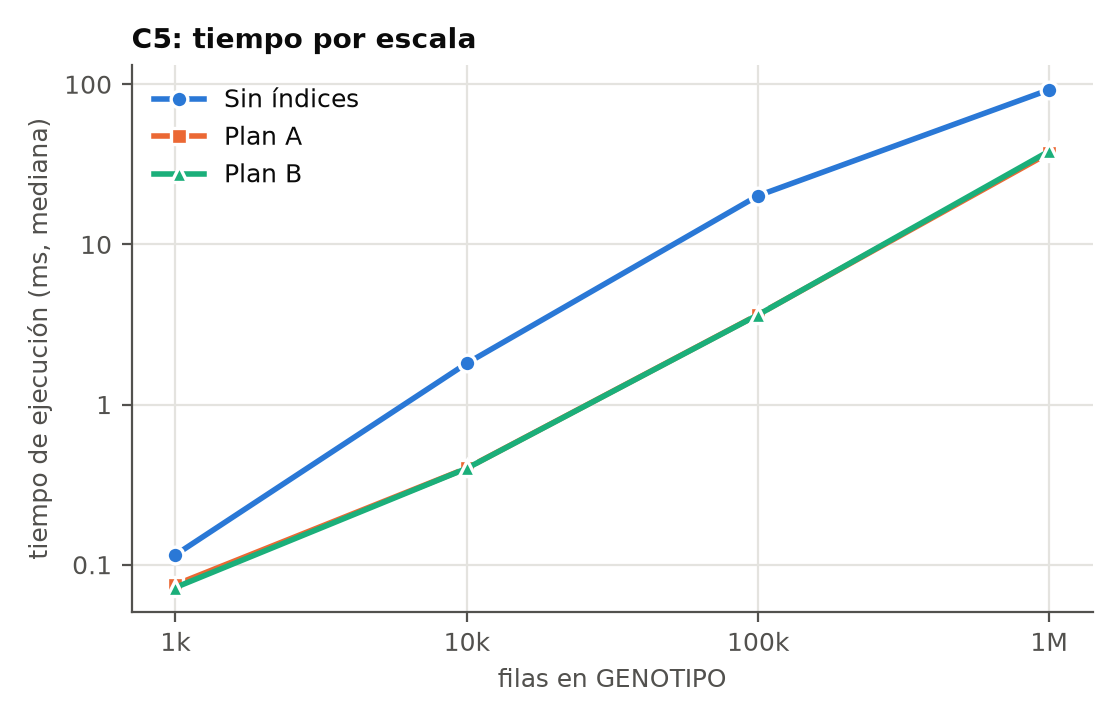 C5: tiempo por escala
tiempo de ejecución (ms, mediana)
100
10
1
0.1
Sin índices
Plan A
Plan B
1k
10k
100k
1M
filas en GENOTIPO